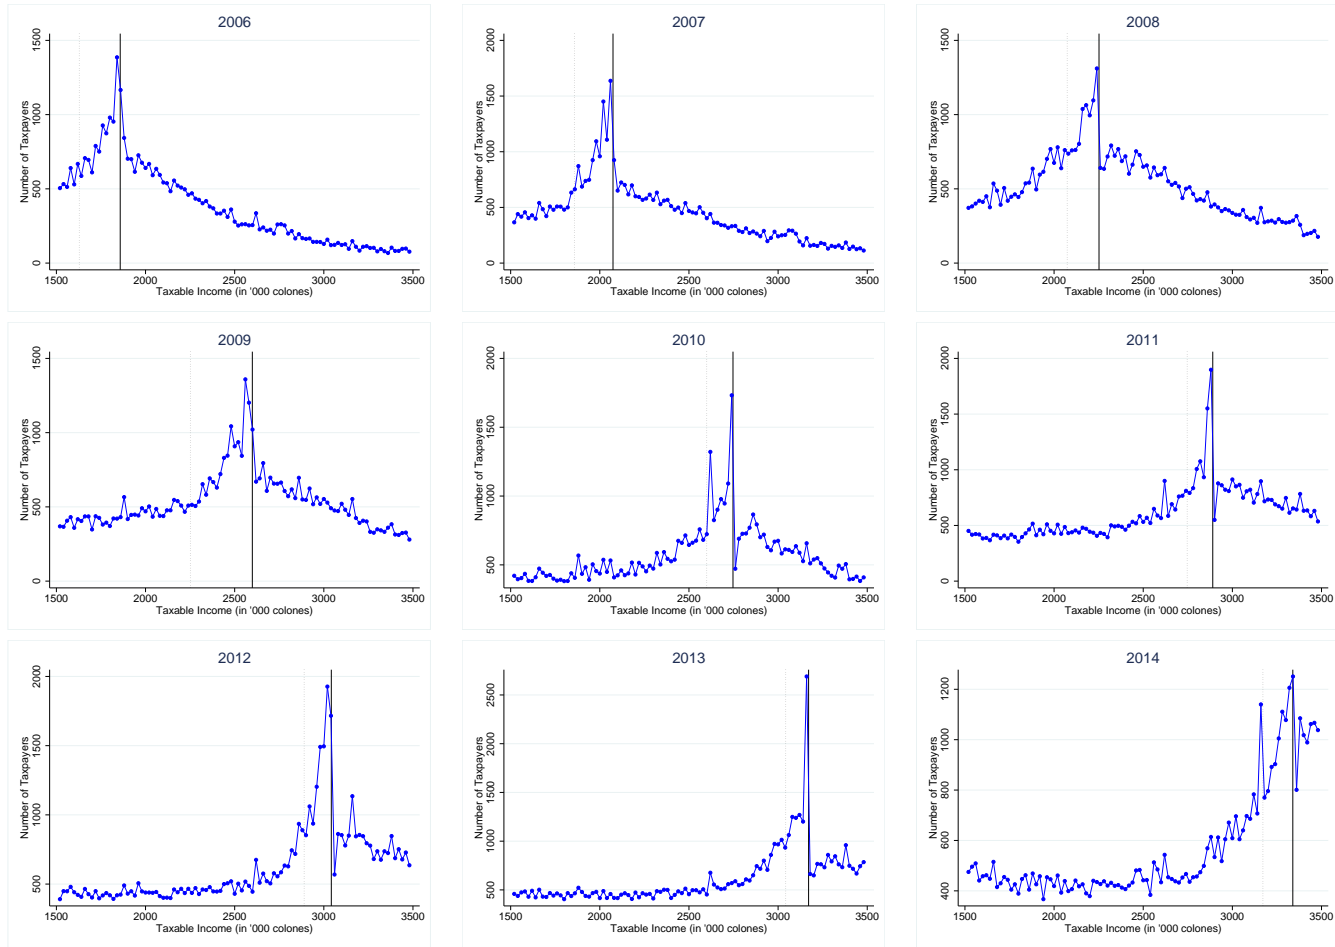 2006
Number of Taxpayers
0 500 1000 1500
1500 2000 2500 3000 3500
Taxable Income (in '000 colones)
2007
Number of Taxpayers
0 500 1000 1500 2000
1500 2000 2500 3000 3500
Taxable Income (in '000 colones)
2008
Number of Taxpayers
0 500 1000 1500
1500 2000 2500 3000 3500
Taxable Income (in '000 colones)
2009
Number of Taxpayers
0 500 1000 1500
1500 2000 2500 3000 3500
Taxable Income (in '000 colones)
2010
Number of Taxpayers
500 1000 1500 2000
1500 2000 2500 3000 3500
Taxable Income (in '000 colones)
2011
Number of Taxpayers
0 500 1000 1500 2000
1500 2000 2500 3000 3500
Taxable Income (in '000 colones)
2012
Number of Taxpayers
500 1000 1500 2000
1500 2000 2500 3000 3500
Taxable Income (in '000 colones)
2013
Number of Taxpayers
500 1000 1500 2000 2500
1500 2000 2500 3000 3500
Taxable Income (in '000 colones)
2014
Number of Taxpayers
400 600 800 1000 1200
1500 2000 2500 3000 3500
Taxable Income (in '000 colones)